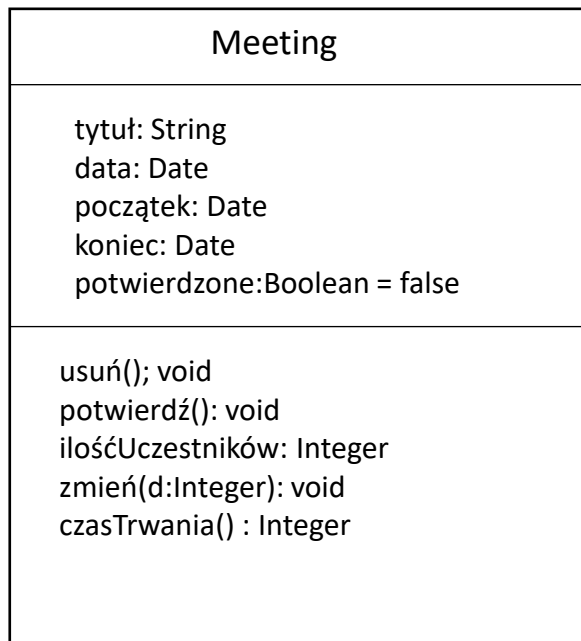 Meeting
tytuł: String
data: Date
początek: Date
koniec: Date
potwierdzone:Boolean = false
usuń(); void
potwierdź(): void
ilośćUczestników: Integer
zmień(d:Integer): void
czasTrwania() : Integer